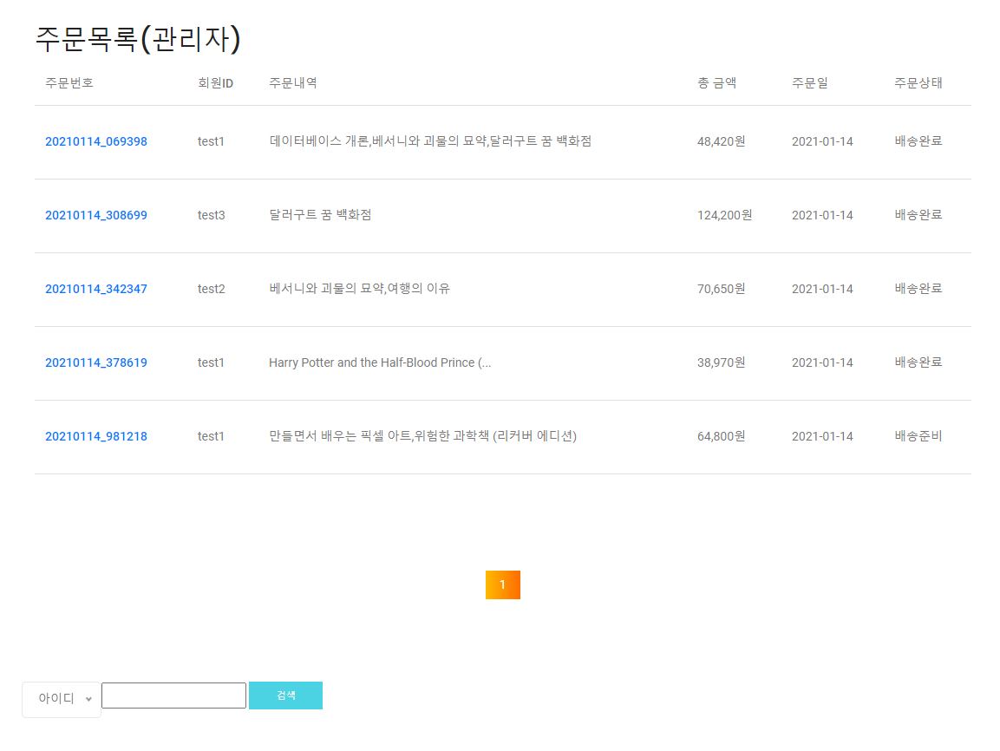 주문목록(관리자)
주문번호 회원ID 주문내역 총 금액 주문일 주문상태
20210114_069398 test1 데이터베이스 개론,베서니와 괴물의 묘약,달러구트 꿈 백화점 48,420원 2021-01-14 배송완료
20210114_308699 test3 달러구트 꿈 백화점 124,200원 2021-01-14 배송완료
20210114_342347 test2 베서니와 괴물의 묘약,여행의 이유 70,650원 2021-01-14 배송완료
20210114_378619 test1 Harry Potter and the Half-Blood Prince (... 38,970원 2021-01-14 배송완료
20210114_981218 test1 만들면서 배우는 픽셀 아트,위험한 과학책 (리커버 에디션) 64,800원 2021-01-14 배송준비
1
아이디 검색